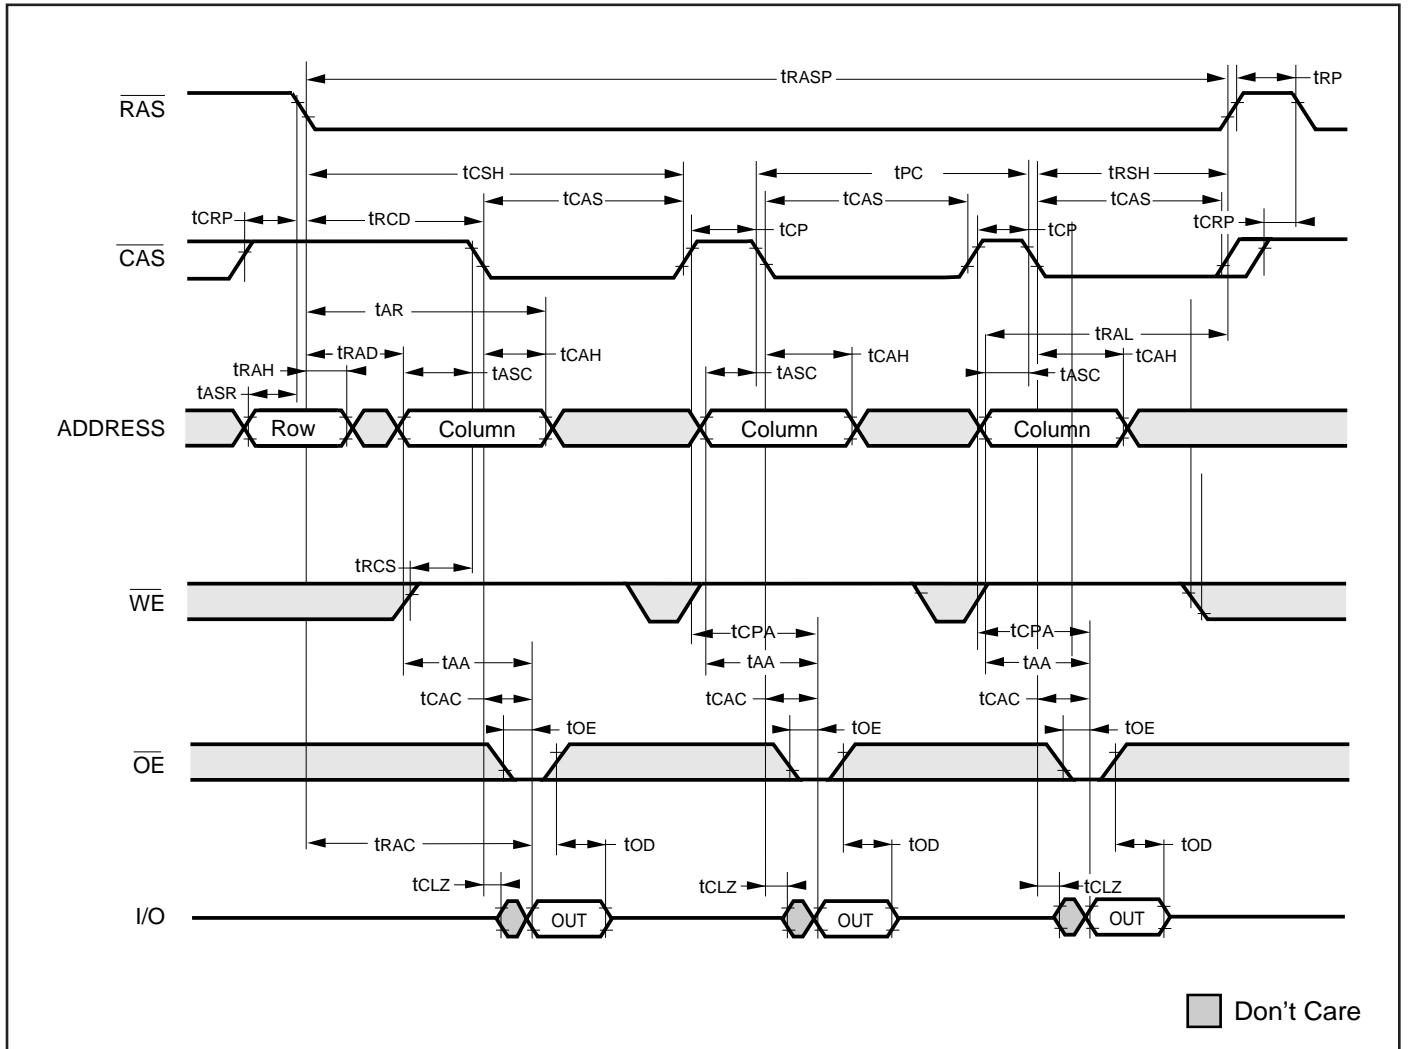 tRASP
tRP
RAS
tCSH
tPC
tRSH
tCAS
tCAS
tCAS
tCRP
tRCD
tCP
tCP
tCRP
CAS
tAR
tRAL
tRAD
tCAH
tCAH
tCAH
tRAH
tASC
tASC
tASC
tASR
ADDRESS
Row
Column
Column
Column
tRCS
WE
tCPA
tCPA
tAA
tAA
tAA
tCAC
tCAC
tCAC
tOE
tOE
tOE
OE
tRAC
tOD
tOD
tOD
tCLZ
tCLZ
tCLZ
I/O
OUT
OUT
OUT
Don't Care